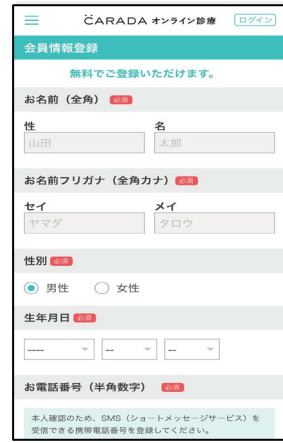 CARADA オンライン診療 ログイン
会員情報登録
無料でご登録いただけます。
お名前（全角） 必須
性 名
山田 太郎
お名前フリガナ（全角カナ） 必須
セイ メイ
ヤマダ タロウ
性別 必須
男性 女性
生年月日 必須
---- -- --
お電話番号（半角数字） 必須
本人確認のため、SMS（ショートメッセージサービス）を
受信できる携帯電話番号を登録してください。